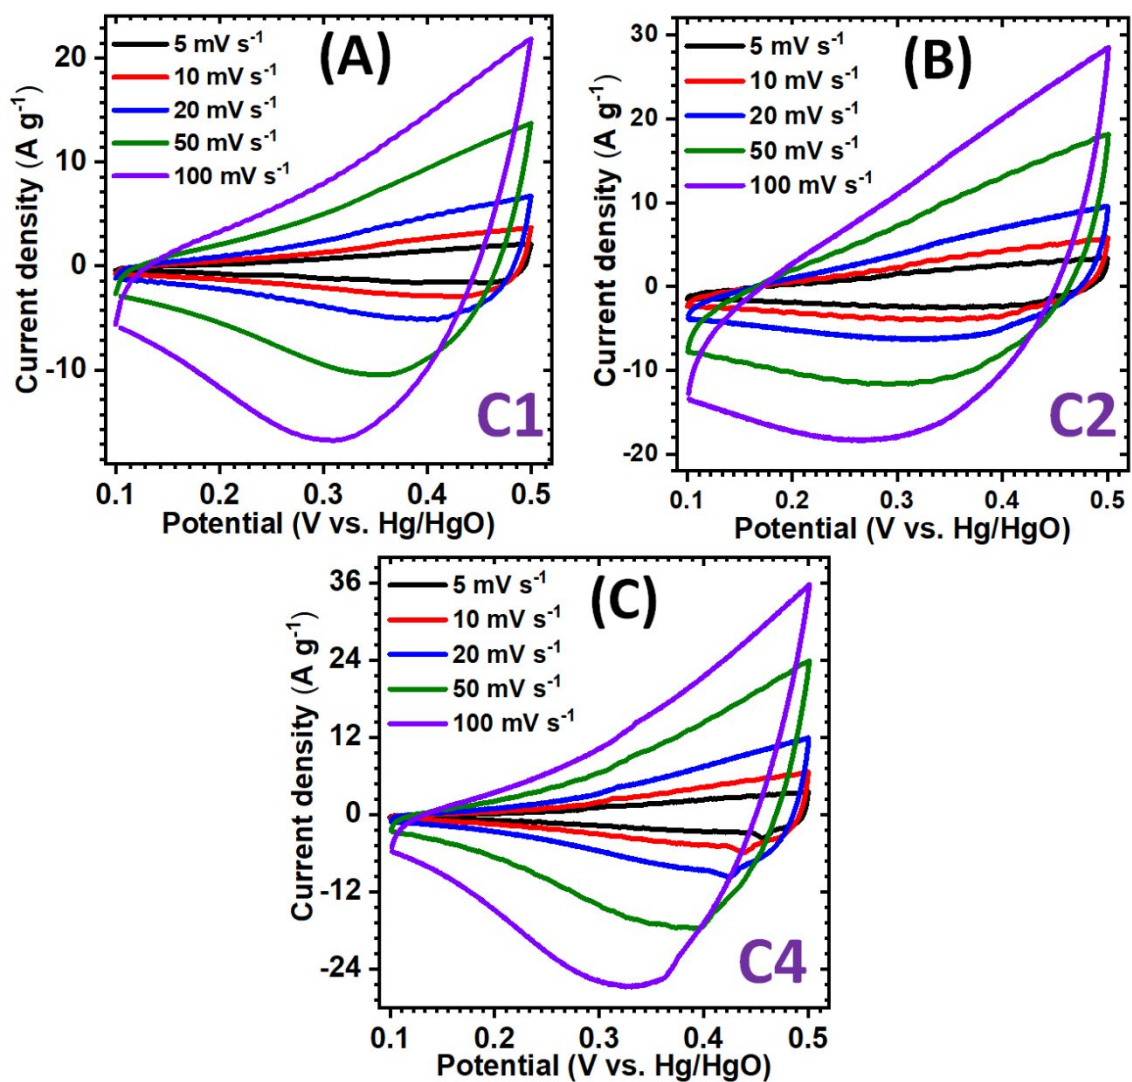 (A)
5 mV s⁻¹
10 mV s⁻¹
20 mV s⁻¹
50 mV s⁻¹
100 mV s⁻¹
20
10
0
-10
Current density (A g⁻¹)
C1
0.1 0.2 0.3 0.4 0.5
Potential (V vs. Hg/HgO)
(B)
5 mV s⁻¹
10 mV s⁻¹
20 mV s⁻¹
50 mV s⁻¹
100 mV s⁻¹
30
20
10
0
-10
-20
Current density (A g⁻¹)
C2
0.1 0.2 0.3 0.4 0.5
Potential (V vs. Hg/HgO)
(C)
5 mV s⁻¹
10 mV s⁻¹
20 mV s⁻¹
50 mV s⁻¹
100 mV s⁻¹
36
24
12
0
-12
-24
Current density (A g⁻¹)
C4
0.1 0.2 0.3 0.4 0.5
Potential (V vs. Hg/HgO)